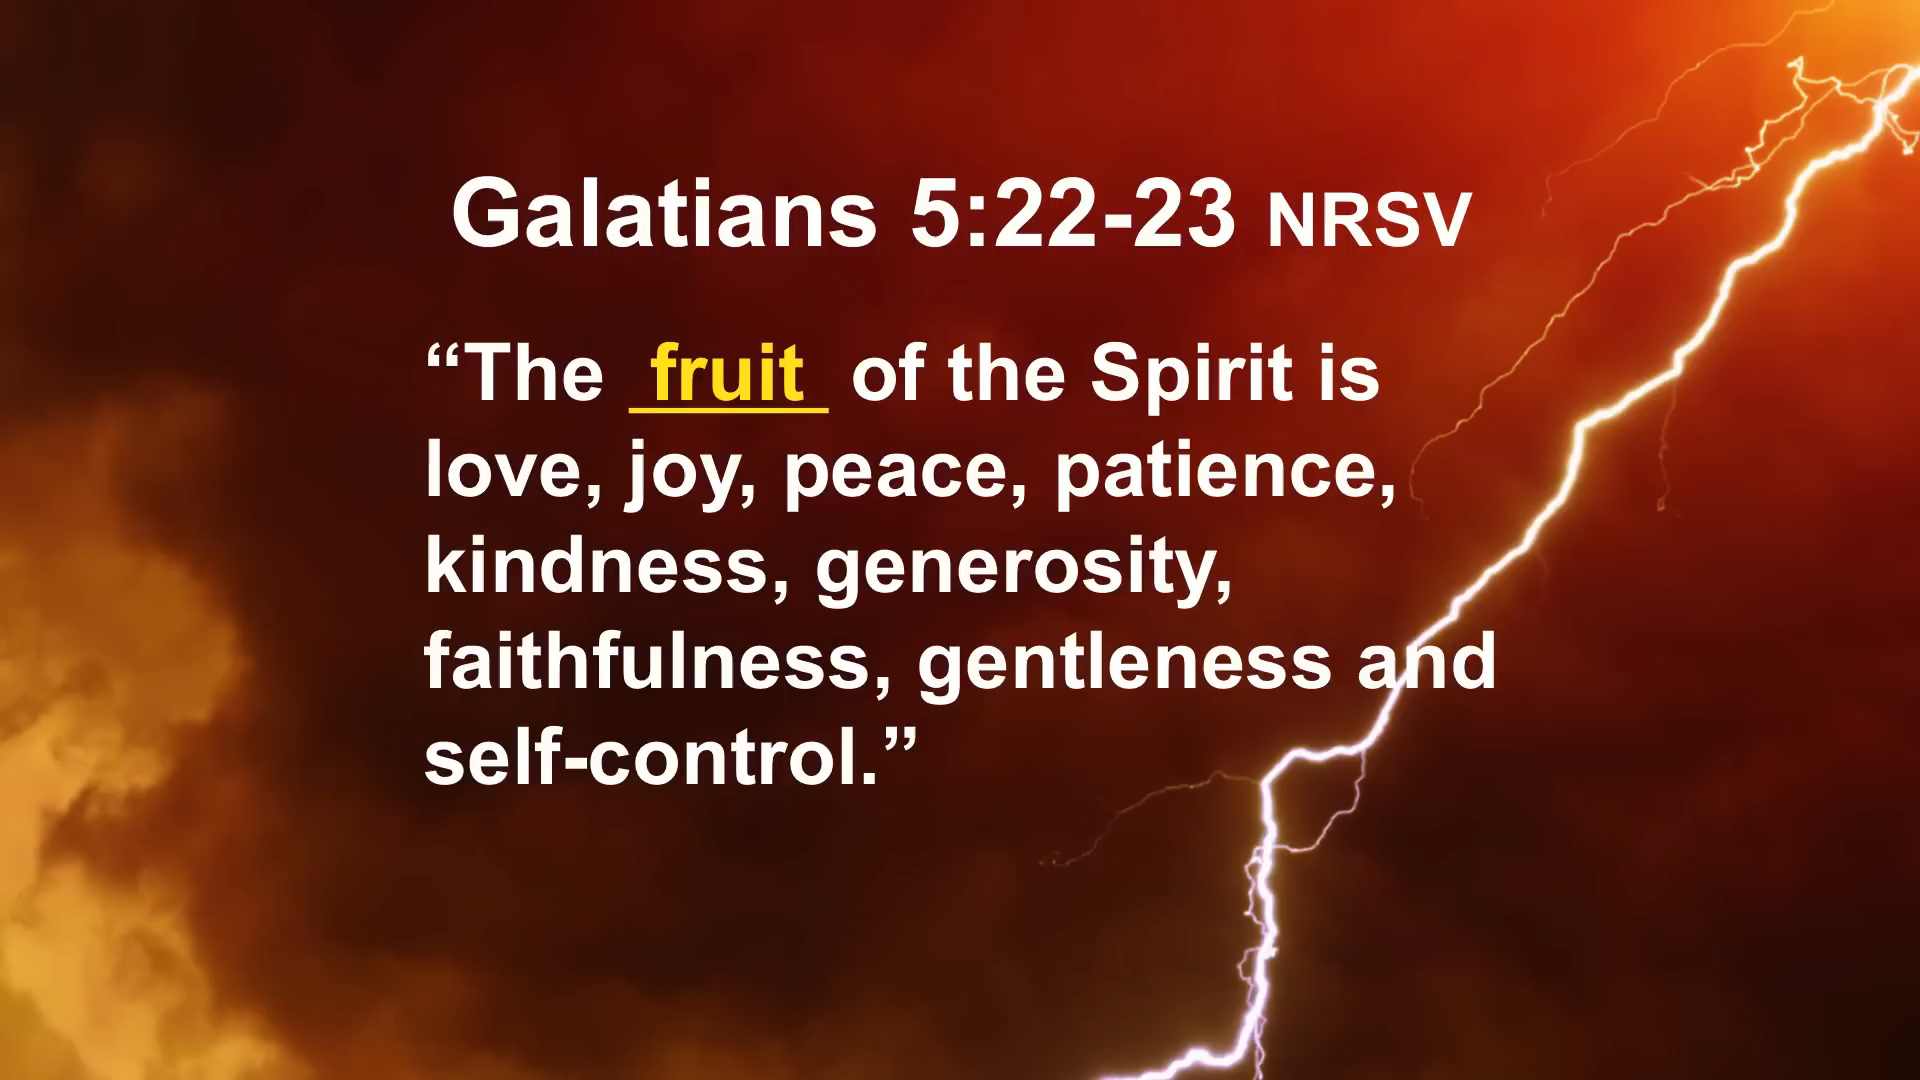 Galatians 5:22-23 NRSV
“The fruit of the Spirit is
love, joy, peace, patience,
kindness, generosity,
faithfulness, gentleness and
self-control.”